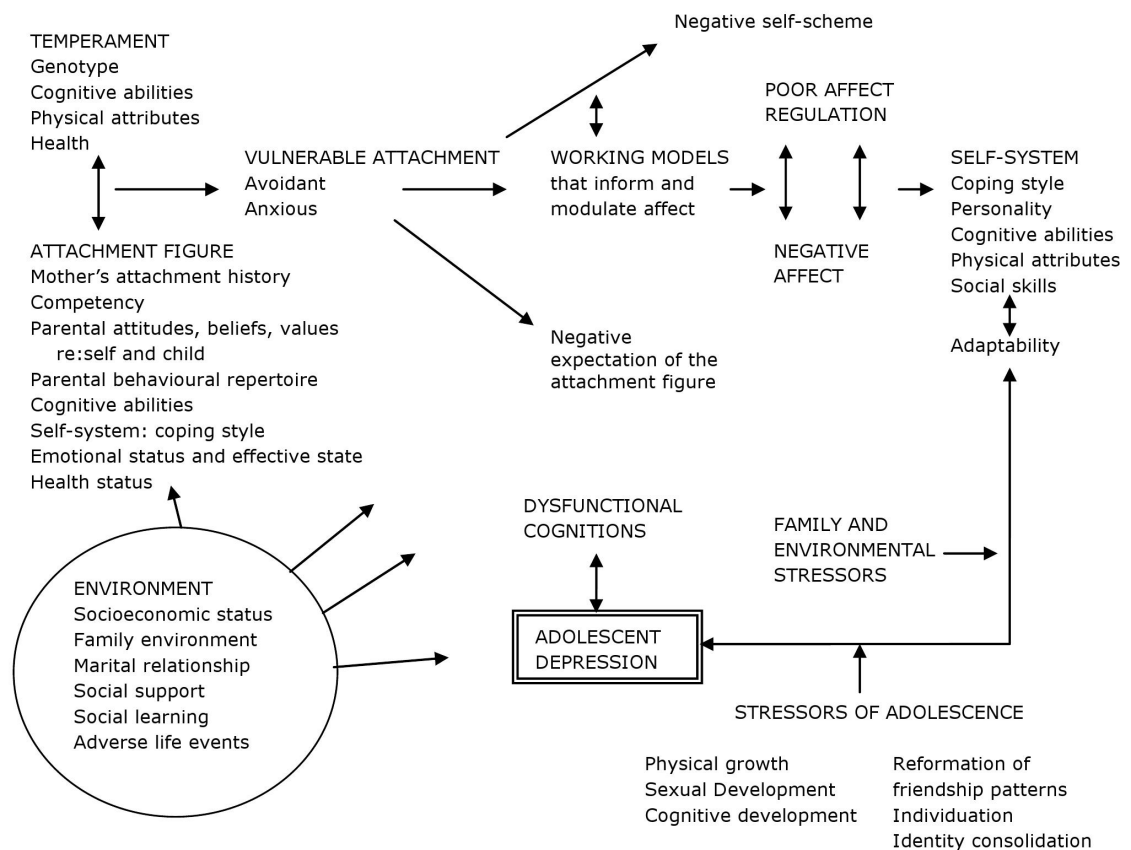 Negative self-scheme
TEMPERAMENT
Genotype
Cognitive abilities
Physical attributes
Health
POOR AFFECT
REGULATION
VULNERABLE ATTACHMENT
Avoidant
Anxious
WORKING MODELS
that inform and
modulate affect
SELF-SYSTEM
Coping style
Personality
Cognitive abilities
Physical attributes
Social skills
NEGATIVE
AFFECT
ATTACHMENT FIGURE
Mother’s attachment history
Competency
Parental attitudes, beliefs, values
re:self and child
Parental behavioural repertoire
Cognitive abilities
Self-system: coping style
Emotional status and effective state
Health status
Negative
expectation of the
attachment figure
Adaptability
DYSFUNCTIONAL
COGNITIONS
FAMILY AND
ENVIRONMENTAL
STRESSORS
ENVIRONMENT
Socioeconomic status
Family environment
Marital relationship
Social support
Social learning
Adverse life events
ADOLESCENT
DEPRESSION
STRESSORS OF ADOLESCENCE
Physical growth
Sexual Development
Cognitive development
Reformation of
friendship patterns
Individuation
Identity consolidation